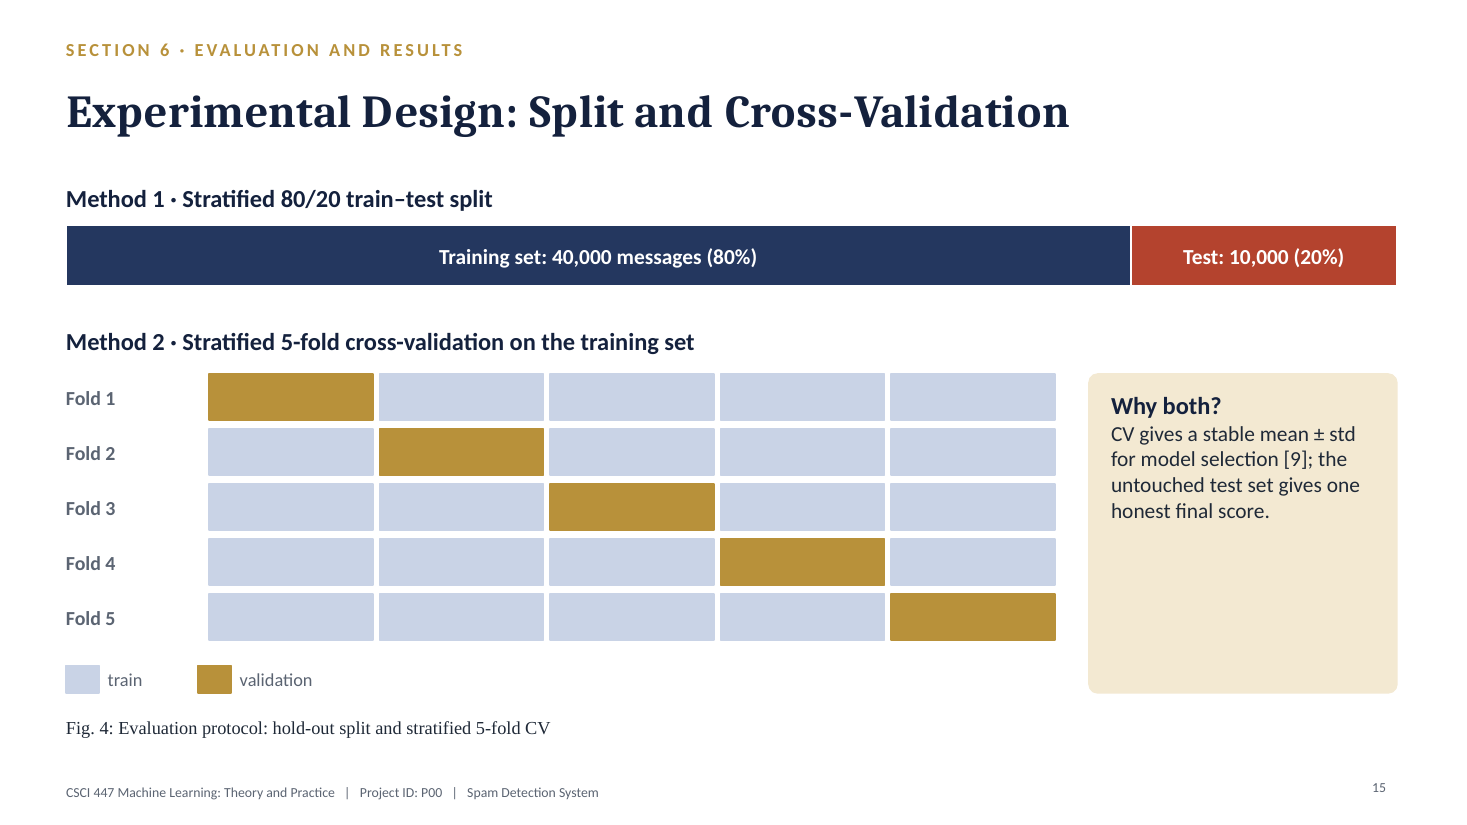 SECTION 6 · EVALUATION AND RESULTS
Experimental Design: Split and Cross-Validation
Method 1 · Stratified 80/20 train–test split
Training set: 40,000 messages (80%)
Test: 10,000 (20%)
Method 2 · Stratified 5-fold cross-validation on the training set
Fold 1
Fold 2
Fold 3
Fold 4
Fold 5
train
validation
Why both?
CV gives a stable mean ± std
for model selection [9]; the
untouched test set gives one
honest final score.
Fig. 4: Evaluation protocol: hold-out split and stratified 5-fold CV
CSCI 447 Machine Learning: Theory and Practice | Project ID: P00 | Spam Detection System
15